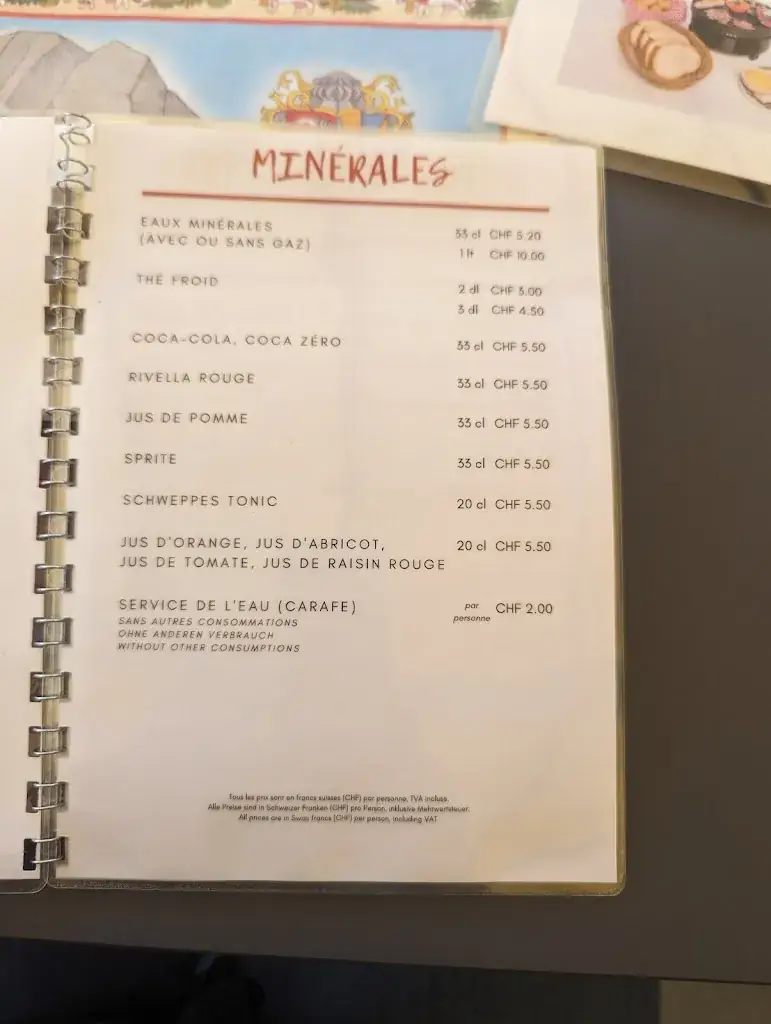 MINÉRALES
EAUX MINÉRALES 33 cl CHF 5.20
(AVEC OU SANS GAZ) 1 lt CHF 10.00
THÉ FROID 2 dl CHF 3.00
3 dl CHF 4.50
COCA-COLA, COCA ZÉRO 33 cl CHF 5.50
RIVELLA ROUGE 33 cl CHF 5.50
JUS DE POMME 33 cl CHF 5.50
SPRITE 33 cl CHF 5.50
SCHWEPPES TONIC 20 cl CHF 5.50
JUS D'ORANGE, JUS D'ABRICOT, 20 cl CHF 5.50
JUS DE TOMATE, JUS DE RAISIN ROUGE
SERVICE DE L'EAU (CARAFE) par personne CHF 2.00
SANS AUTRES CONSOMMATIONS
OHNE ANDEREN VERBRAUCH
WITHOUT OTHER CONSUMPTIONS
Tous les prix sont en francs suisses (CHF) par personne, TVA incluse.
Alle Preise sind in Schweizer Franken (CHF) pro Person, inklusive Mehrwertsteuer.
All prices are in Swiss francs (CHF) per person, including VAT